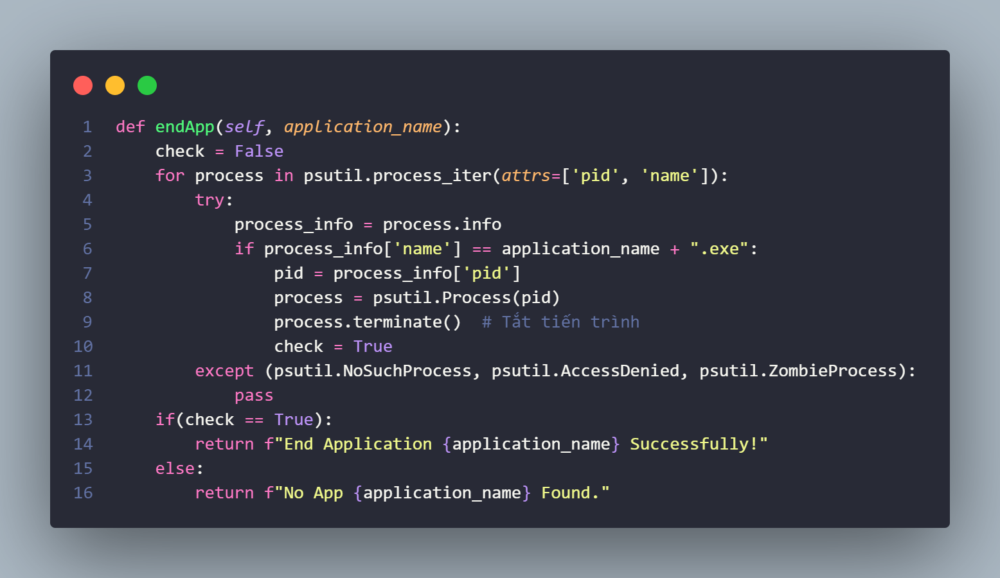 1 def endApp(self, application_name):
2     check = False
3     for process in psutil.process_iter(attrs=['pid', 'name']):
4         try:
5             process_info = process.info
6             if process_info['name'] == application_name + ".exe":
7                 pid = process_info['pid']
8                 process = psutil.Process(pid)
9                 process.terminate()  # Tắt tiến trình
10                 check = True
11         except (psutil.NoSuchProcess, psutil.AccessDenied, psutil.ZombieProcess):
12             pass
13     if(check == True):
14         return f"End Application {application_name} Successfully!"
15     else:
16         return f"No App {application_name} Found."